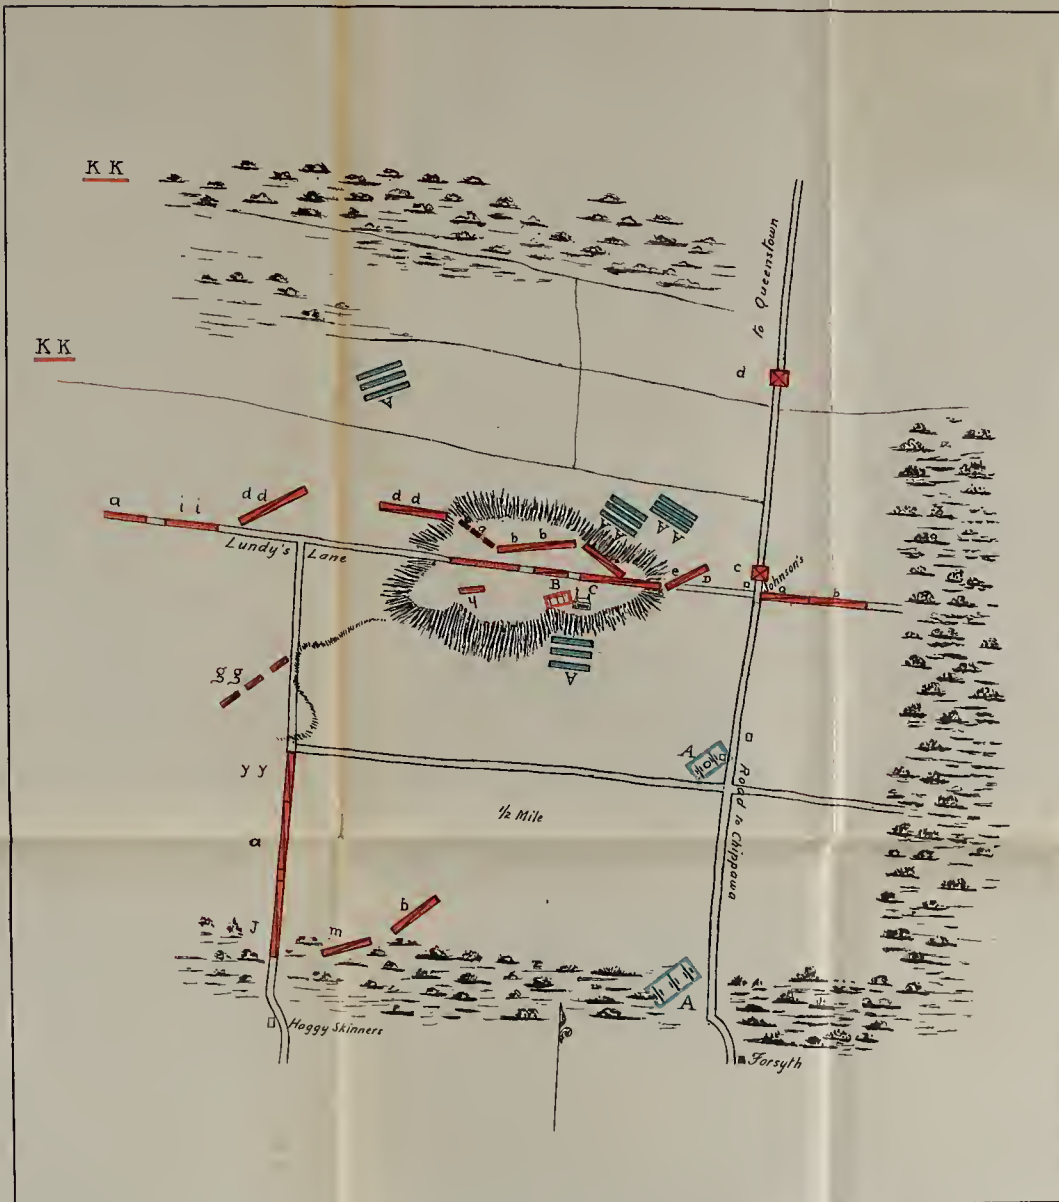 K K
to Queenstown
K K
d
A
a
i i
d d
d d
g
A
A
Lundy's Lane
b b
B
C
e
D
c
Johnson's
a
b
y
A
g g
A
y y
Road to Chippawa
1/2 Mile
a
b
J
m
A
Haggy Skinners
Forsyth